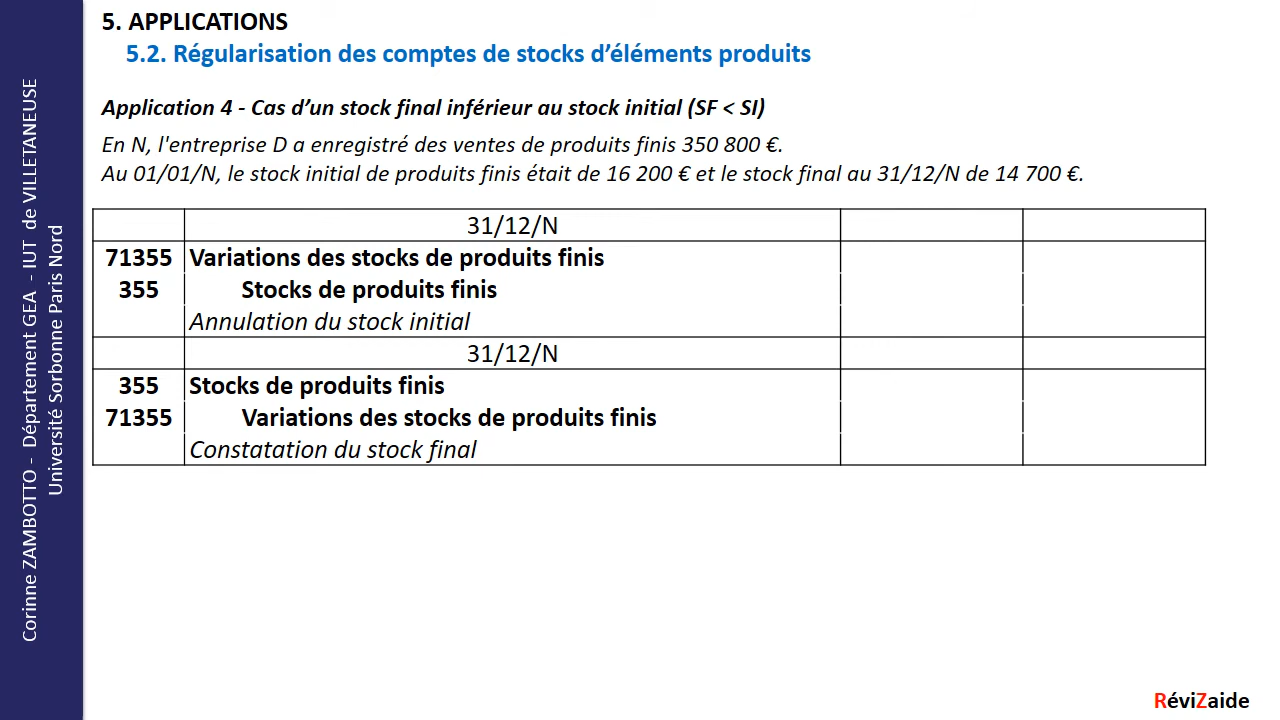 5. APPLICATIONS
5.2. Régularisation des comptes de stocks d’éléments produits
Application 4 - Cas d’un stock final inférieur au stock initial (SF < SI)
En N, l'entreprise D a enregistré des ventes de produits finis 350 800 €.
Au 01/01/N, le stock initial de produits finis était de 16 200 € et le stock final au 31/12/N de 14 700 €.
31/12/N
71355 Variations des stocks de produits finis
355 Stocks de produits finis
Annulation du stock initial
31/12/N
355 Stocks de produits finis
71355 Variations des stocks de produits finis
Constatation du stock final
Corinne ZAMBOTTO - Département GEA - IUT de VILLETANEUSE
Université Sorbonne Paris Nord
RéviZaide